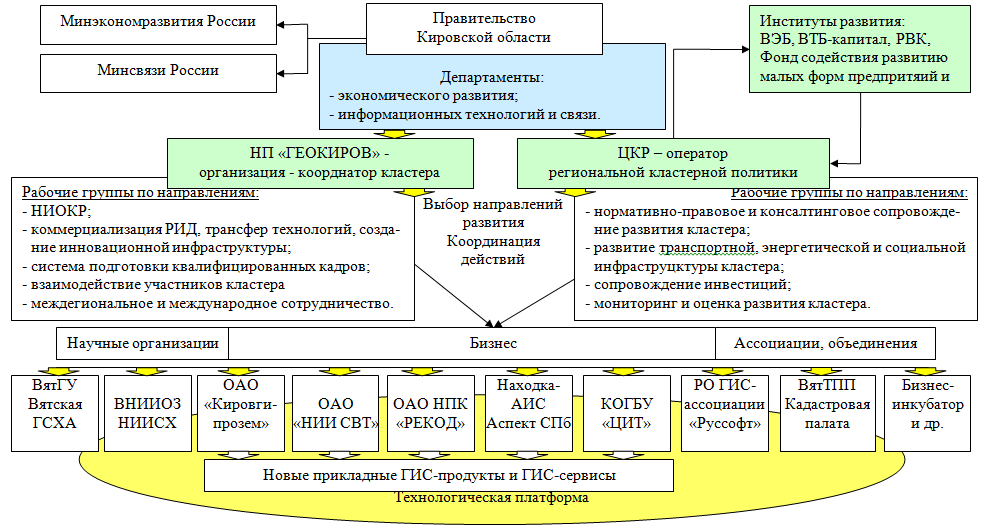 Минэкономразвития России
Правительство
Кировской области
Институты развития:
ВЭБ, ВТБ-капитал, РВК,
Фонд содействия развитию
малых форм предпритяий и
Минсвязи России
Департаменты:
- экономического развития;
- информационных технологий и связи.
НП «ГЕОКИРОВ» -
организация - координатор кластера
ЦКР – оператор
региональной кластерной политики
Рабочие группы по направлениям:
- НИОКР;
- коммерциализация РИД, трансфер технологий, созда-
ние инновационной инфраструктуры;
- система подготовки квалифицированных кадров;
- взаимодействие участников кластера
- междегиональное и международное сотрудничество.
Выбор направлений
развития
Координация
действий
Рабочие группы по направлениям:
- нормативно-правовое и консалтинговое сопровожде-
ние развития кластера;
- развитие транспортной, энергетической и социальной
инфраструцктуры кластера;
- сопровождение инвестиций;
- мониторинг и оценка развития кластера.
Научные организации
Бизнес
Ассоциации, объединения
ВятГУ
Вятская
ГСХА
ВНИИОЗ
НИИСХ
ОАО
«Кировги-
прозем»
ОАО
«НИИ СВТ»
ОАО НПК
«РЕКОД»
Находка-
АИС
Аспект СПб
КОГБУ
«ЦИТ»
РО ГИС-
ассоциации
«Руссофт»
ВятТПП
Кадастровая
палата
Бизнес-
инкубатор
и др.
Новые прикладные ГИС-продукты и ГИС-сервисы
Технологическая платформа